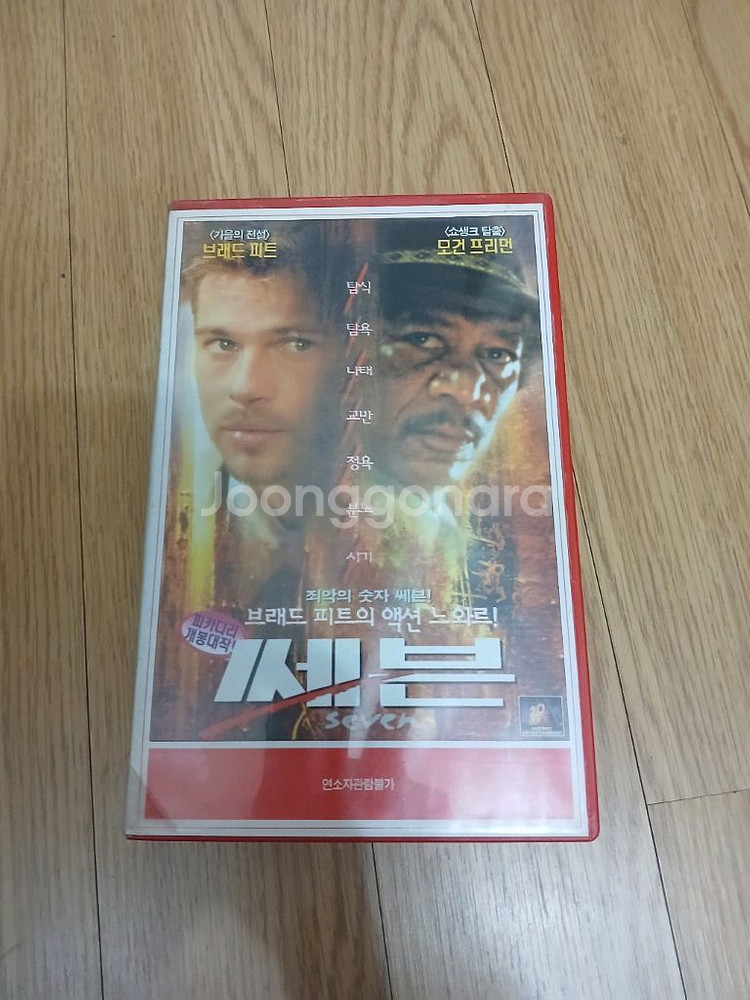 <가을의 전설>
브래드 피트
<쇼생크 탈출>
모건 프리먼
탐식
탐욕
나태
교만
정욕
분노
시기
Joonggonara
죄악의 숫자 쎄븐!
브래드 피트의 액션 노와르!
피카디리
개봉대작!
쎄븐
seven
20
연소자관람불가